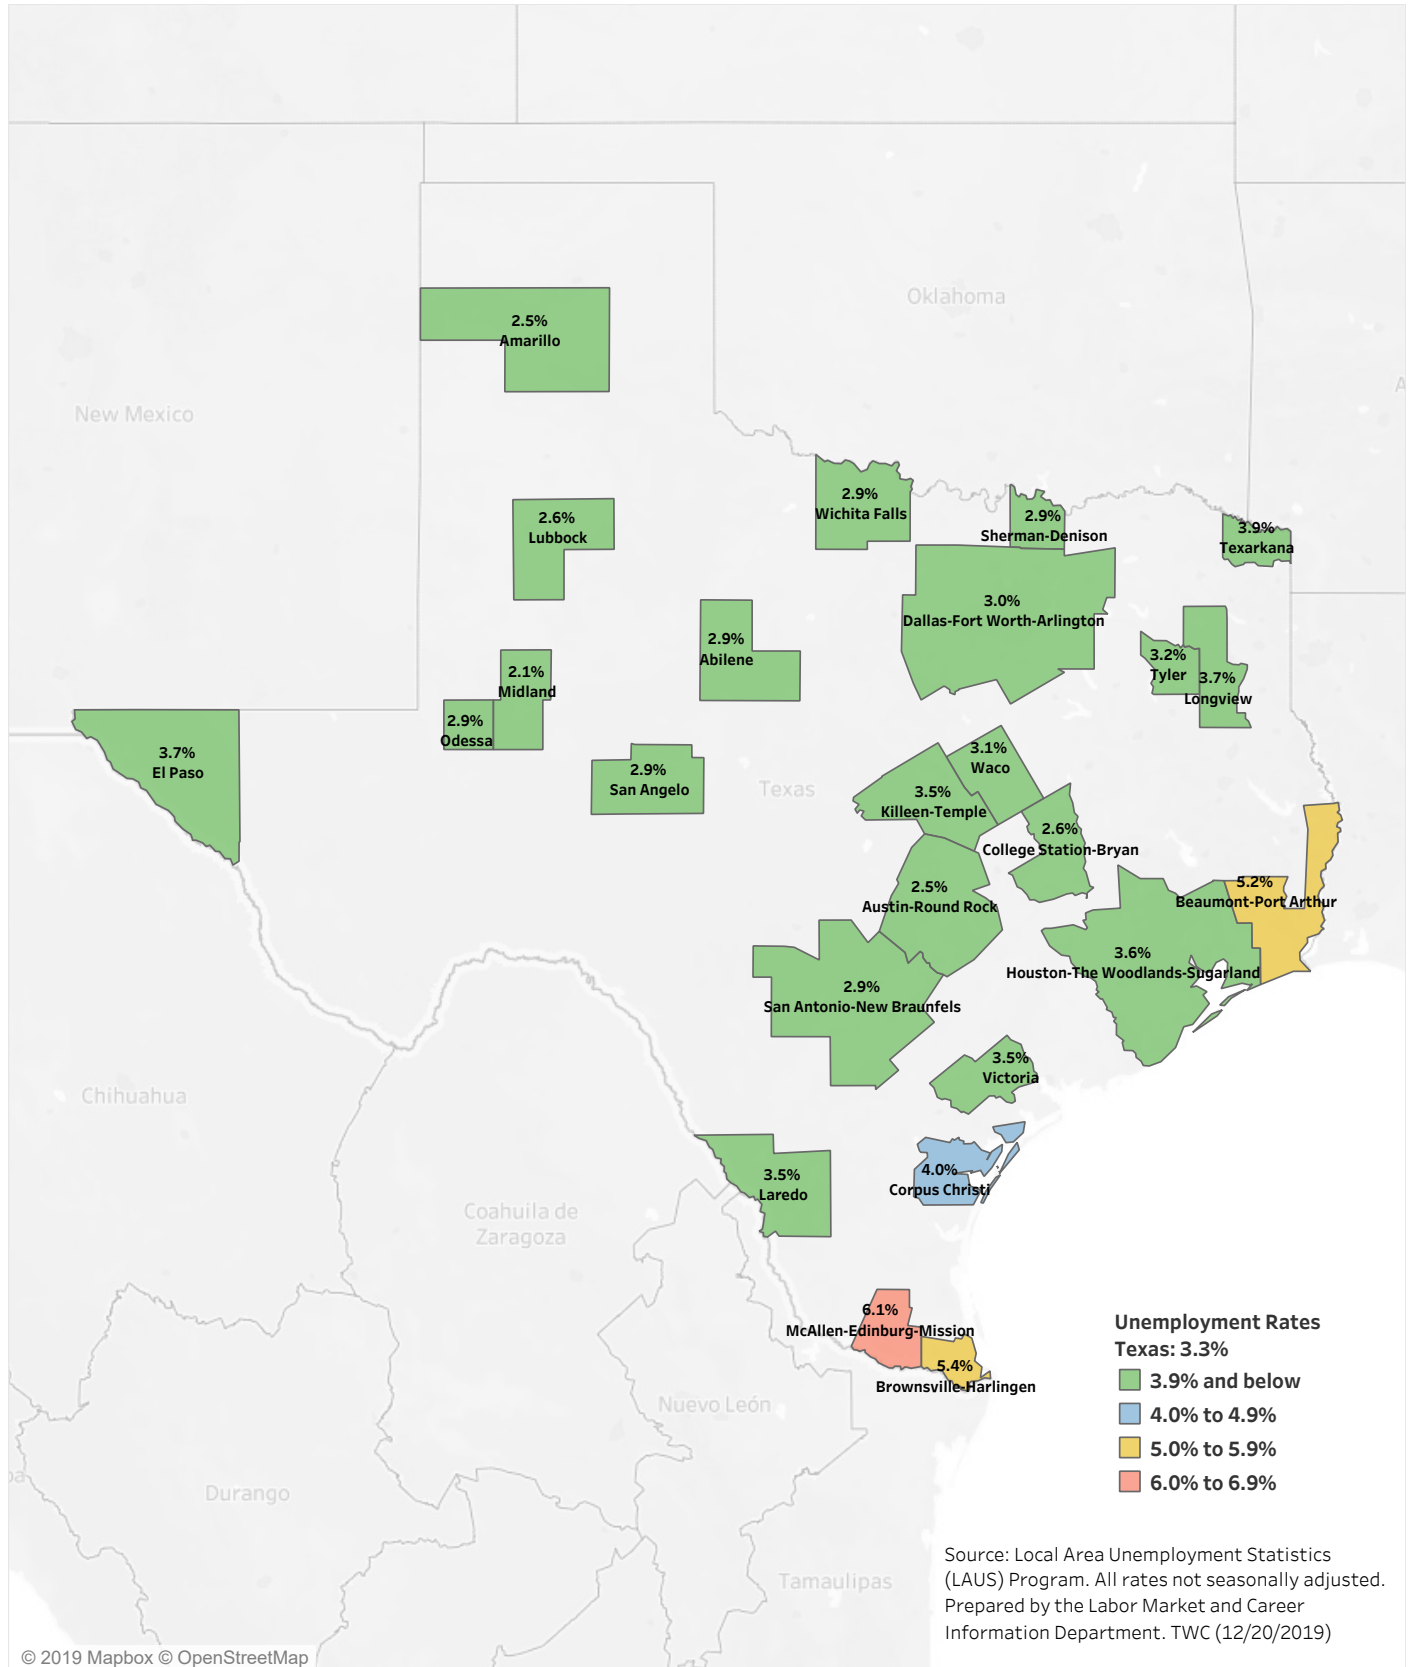 Oklahoma
2.5%
Amarillo
New Mexico
2.9%
Wichita Falls
2.6%
Lubbock
2.9%
Sherman-Denison
3.9%
Texarkana
3.0%
Dallas-Fort Worth-Arlington
2.9%
Abilene
3.2%
Tyler
3.7%
Longview
2.1%
Midland
2.9%
Odessa
3.7%
El Paso
2.9%
San Angelo
Texas
3.1%
Waco
3.5%
Killeen-Temple
2.6%
College Station-Bryan
2.5%
Austin-Round Rock
5.2%
Beaumont-Port Arthur
3.6%
Houston-The Woodlands-Sugarland
2.9%
San Antonio-New Braunfels
3.5%
Victoria
Chihuahua
4.0%
Corpus Christi
3.5%
Laredo
Coahuila de
Zaragoza
6.1%
McAllen-Edinburg-Mission
5.4%
Brownsville-Harlingen
Nuevo León
Durango
Tamaulipas
Unemployment Rates
Texas: 3.3%
3.9% and below
4.0% to 4.9%
5.0% to 5.9%
6.0% to 6.9%
Source: Local Area Unemployment Statistics
(LAUS) Program. All rates not seasonally adjusted.
Prepared by the Labor Market and Career
Information Department. TWC (12/20/2019)
© 2019 Mapbox © OpenStreetMap